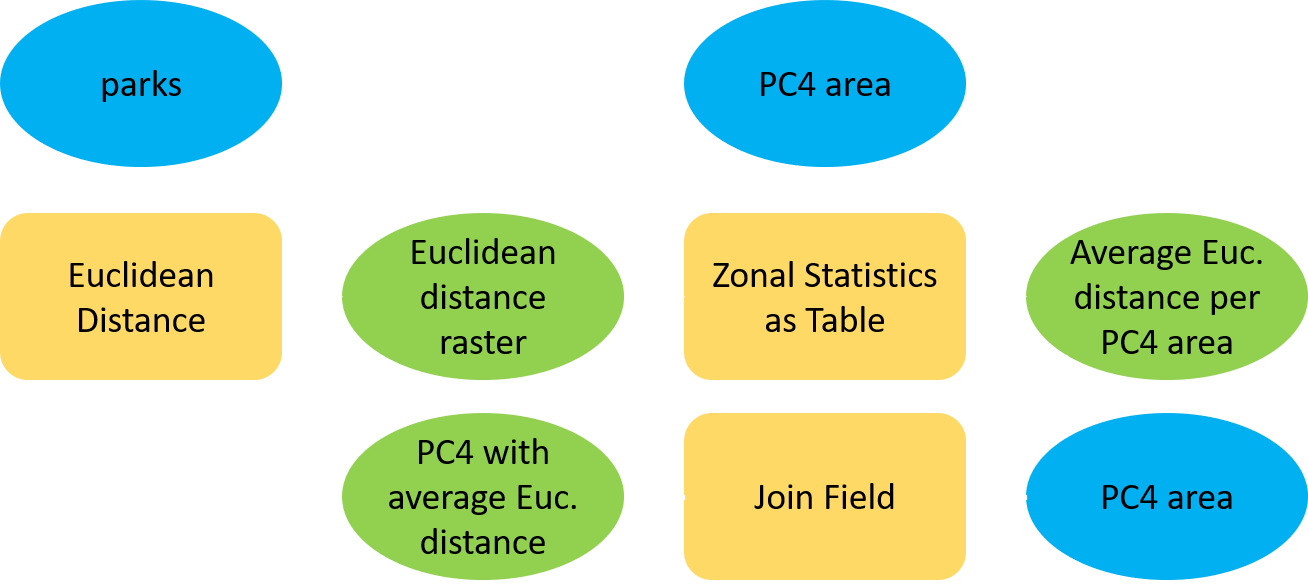 parks
PC4 area
Euclidean
Distance
Euclidean
distance
raster
Zonal Statistics
as Table
Average Euc.
distance per
PC4 area
PC4 with
average Euc.
distance
Join Field
PC4 area